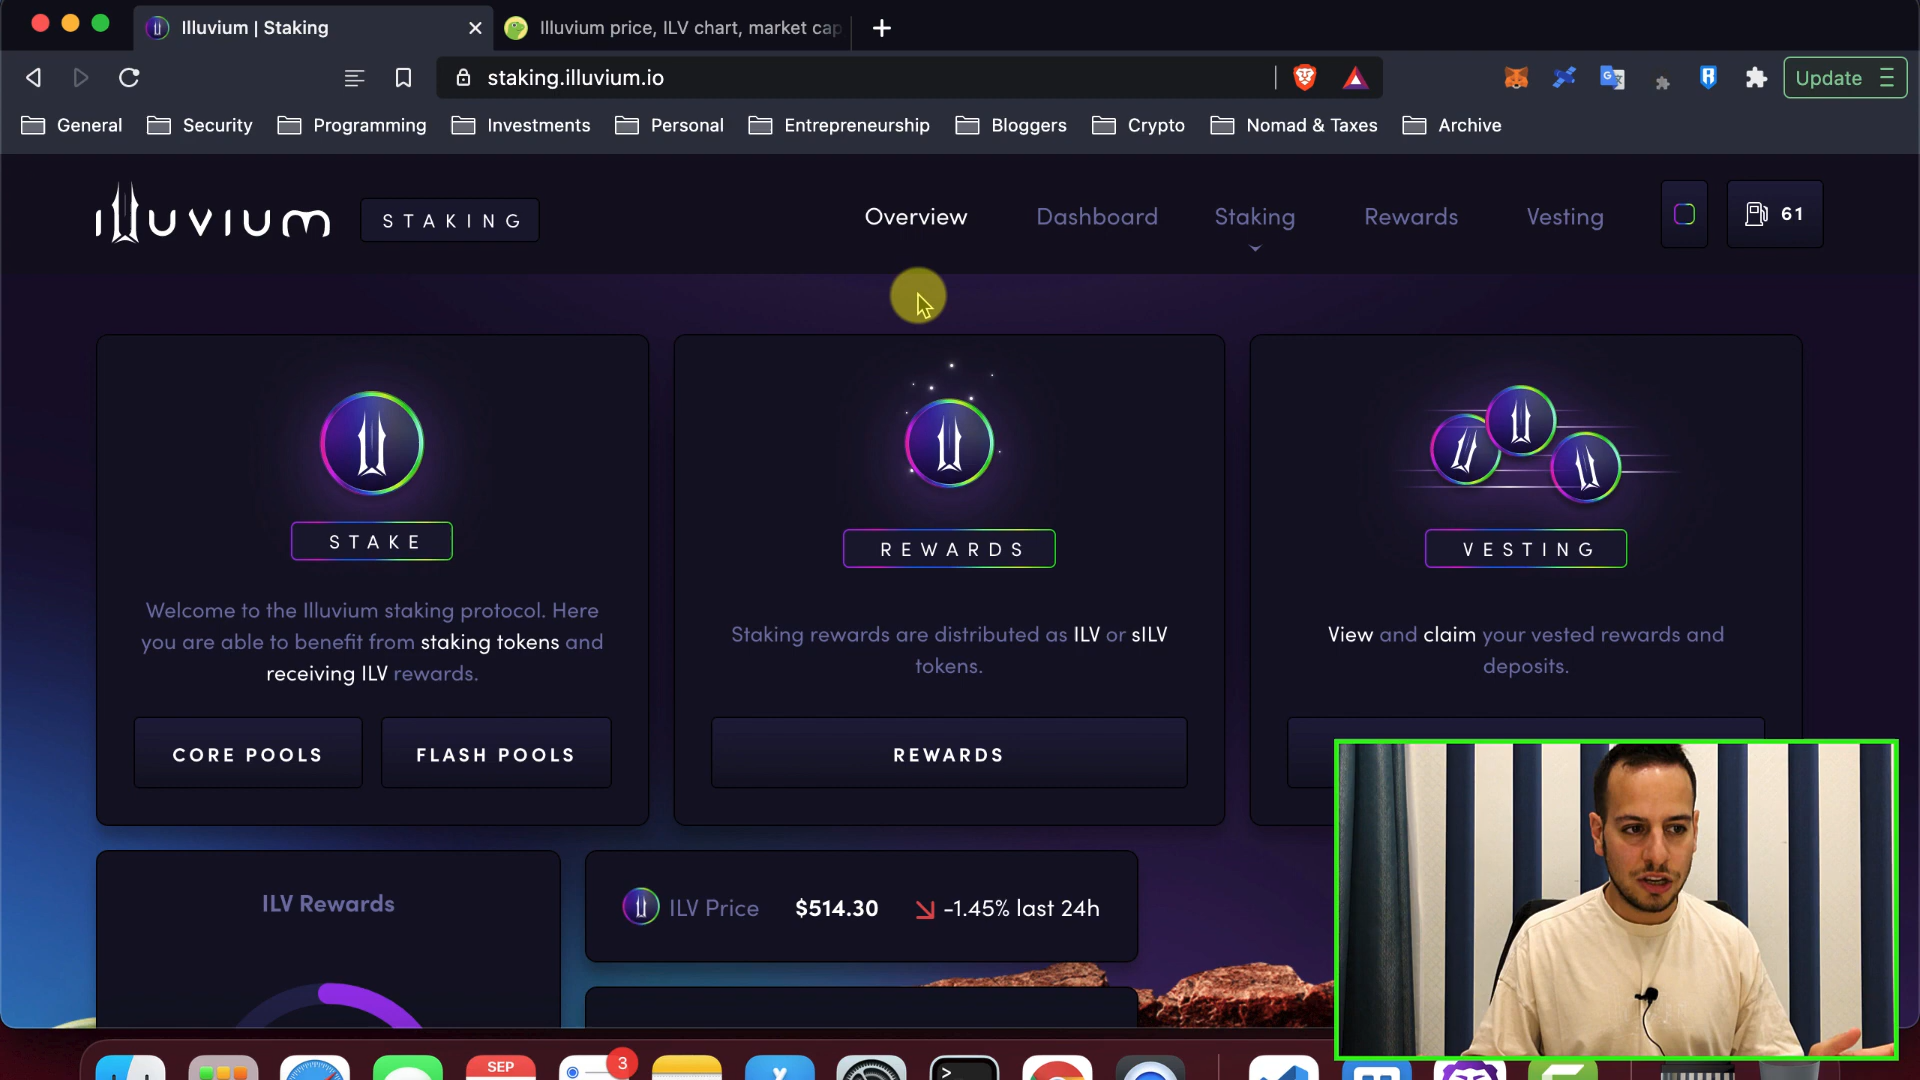 Illuvium | Staking
Illuvium price, ILV chart, market cap
staking.illuvium.io
Update
General
Security
Programming
Investments
Personal
Entrepreneurship
Bloggers
Crypto
Nomad & Taxes
Archive
ILLUVIUM
STAKING
Overview
Dashboard
Staking
Rewards
Vesting
61
STAKE
Welcome to the Illuvium staking protocol. Here
you are able to benefit from staking tokens and
receiving ILV rewards.
CORE POOLS
FLASH POOLS
REWARDS
Staking rewards are distributed as ILV or sILV
tokens.
REWARDS
VESTING
View and claim your vested rewards and
deposits.
ILV Rewards
ILV Price
$514.30
-1.45% last 24h
SEP
3